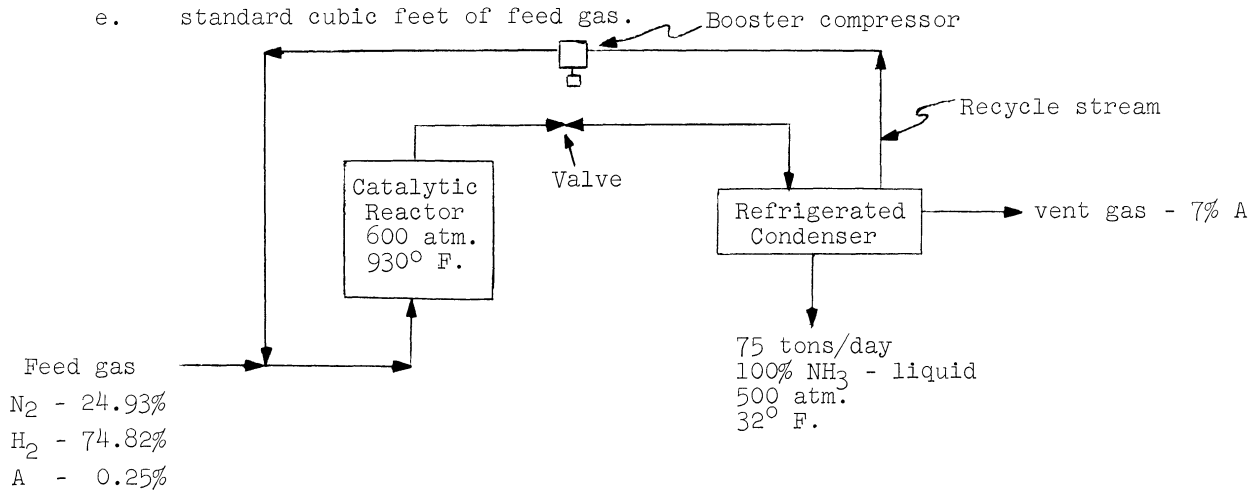 e. standard cubic feet of feed gas.
Booster compressor
Recycle stream
Valve
Catalytic
Reactor
600 atm.
930° F.
Refrigerated
Condenser
vent gas - 7% A
75 tons/day
100% NH3 - liquid
500 atm.
32° F.
Feed gas
N2 - 24.93%
H2 - 74.82%
A - 0.25%